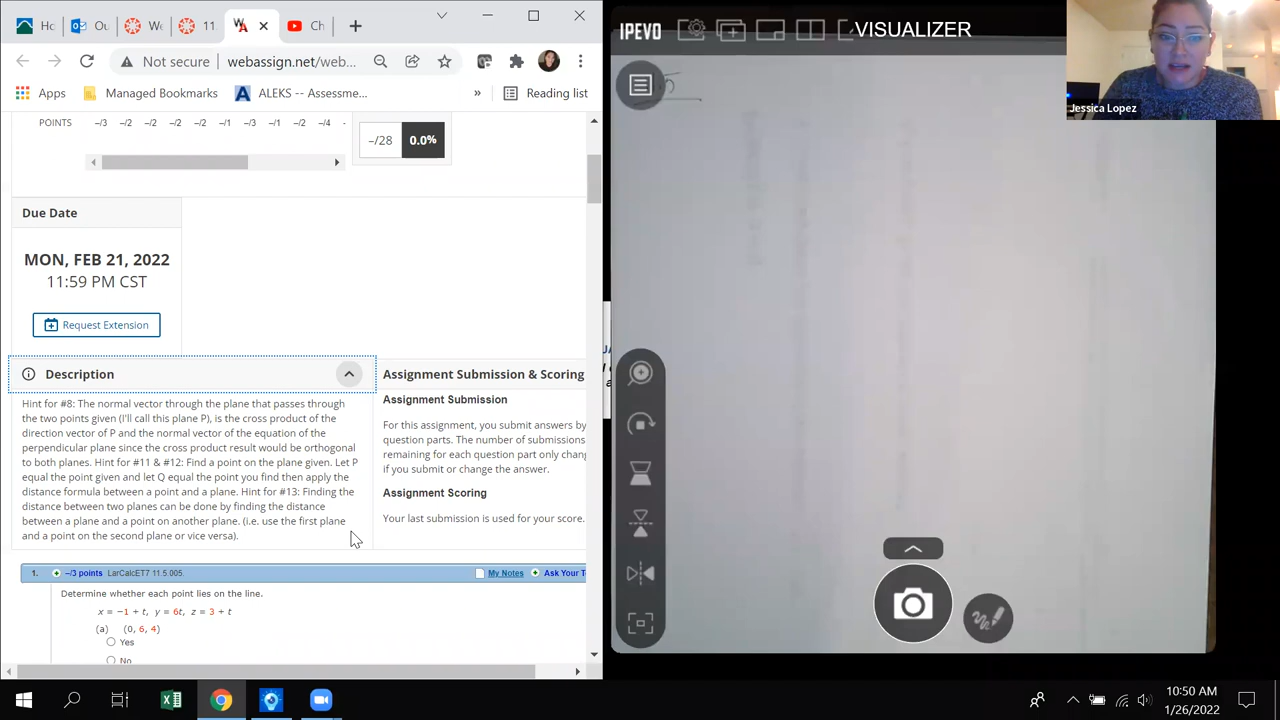 Ho
Ou
We
11
Ch
Not secure
webassign.net/web...
Apps
Managed Bookmarks
ALEKS -- Assessme...
»
Reading list
POINTS
–/3 –/2 –/2 –/2 –/2 –/1 –/3 –/1 –/2 –/4 -
–/28
0.0%
Due Date
MON, FEB 21, 2022
11:59 PM CST
Request Extension
Description
Hint for #8: The normal vector through the plane that passes through
the two points given (I'll call this plane P), is the cross product of the
direction vector of P and the normal vector of the equation of the
perpendicular plane since the cross product result would be orthogonal
to both planes. Hint for #11 & #12: Find a point on the plane given. Let P
equal the point given and let Q equal the point you find then apply the
distance formula between a point and a plane. Hint for #13: Finding the
distance between two planes can be done by finding the distance
between a plane and a point on another plane. (i.e. use the first plane
and a point on the second plane or vice versa).
Assignment Submission & Scoring
Assignment Submission
For this assignment, you submit answers by
question parts. The number of submissions
remaining for each question part only chang
if you submit or change the answer.
Assignment Scoring
Your last submission is used for your score.
1. –/3 points LarCalcET7 11.5.005.
My Notes
Ask Your T
Determine whether each point lies on the line.
x = −1 + t, y = 6t, z = 3 + t
(a) (0, 6, 4)
Yes
No
IPEVO
VISUALIZER
Jessica Lopez
10:50 AM
1/26/2022